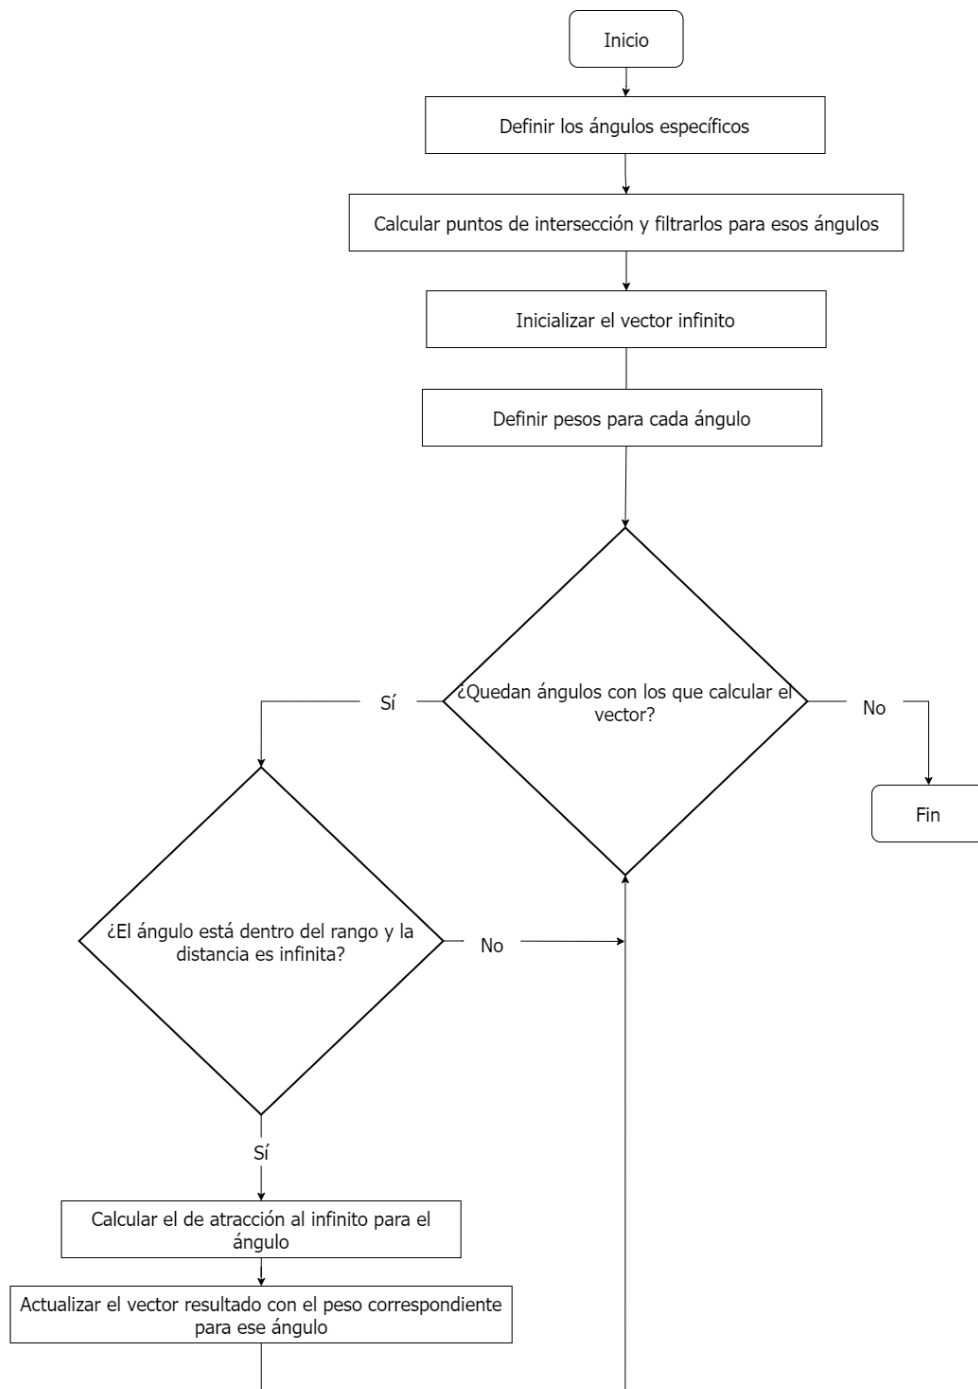 Inicio
Definir los ángulos específicos
Calcular puntos de intersección y filtrarlos para esos ángulos
Inicializar el vector infinito
Definir pesos para cada ángulo
¿Quedan ángulos con los que calcular el
vector?
Sí
No
Fin
¿El ángulo está dentro del rango y la
distancia es infinita?
No
Sí
Calcular el de atracción al infinito para el
ángulo
Actualizar el vector resultado con el peso correspondiente
para ese ángulo